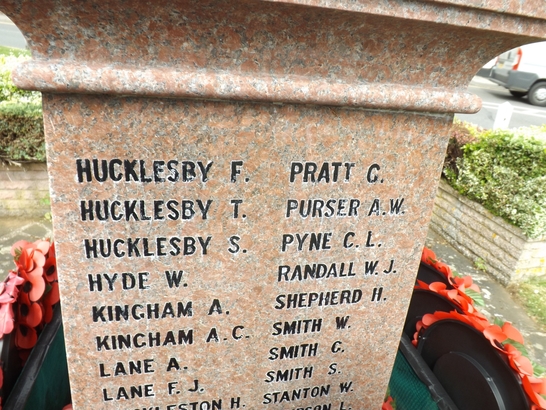 HUCKLESBY F.
HUCKLESBY T.
HUCKLESBY S.
HYDE W.
KINGHAM A.
KINGHAM A.C.
LANE A.
LANE F.J.
H.
PRATT G.
PURSER A.W.
PYNE C.L.
RANDALL W.J.
SHEPHERD H.
SMITH W.
SMITH G.
SMITH S.
STANTON W.
L.